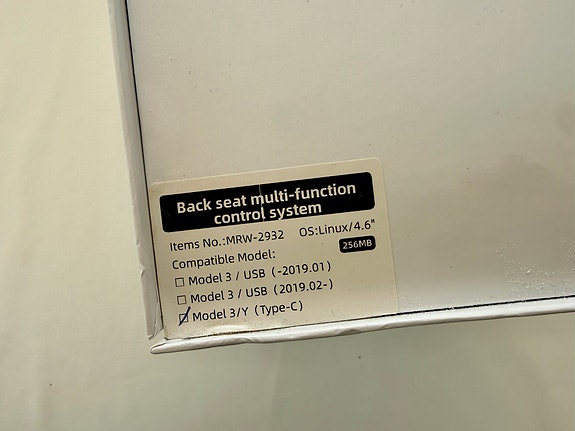 Back seat multi-function
control system
Items No.:MRW-2932 OS:Linux/4.6"
Compatible Model: 256MB
☐ Model 3 / USB (-2019.01)
☐ Model 3 / USB (2019.02-)
☑ Model 3/Y (Type-C)